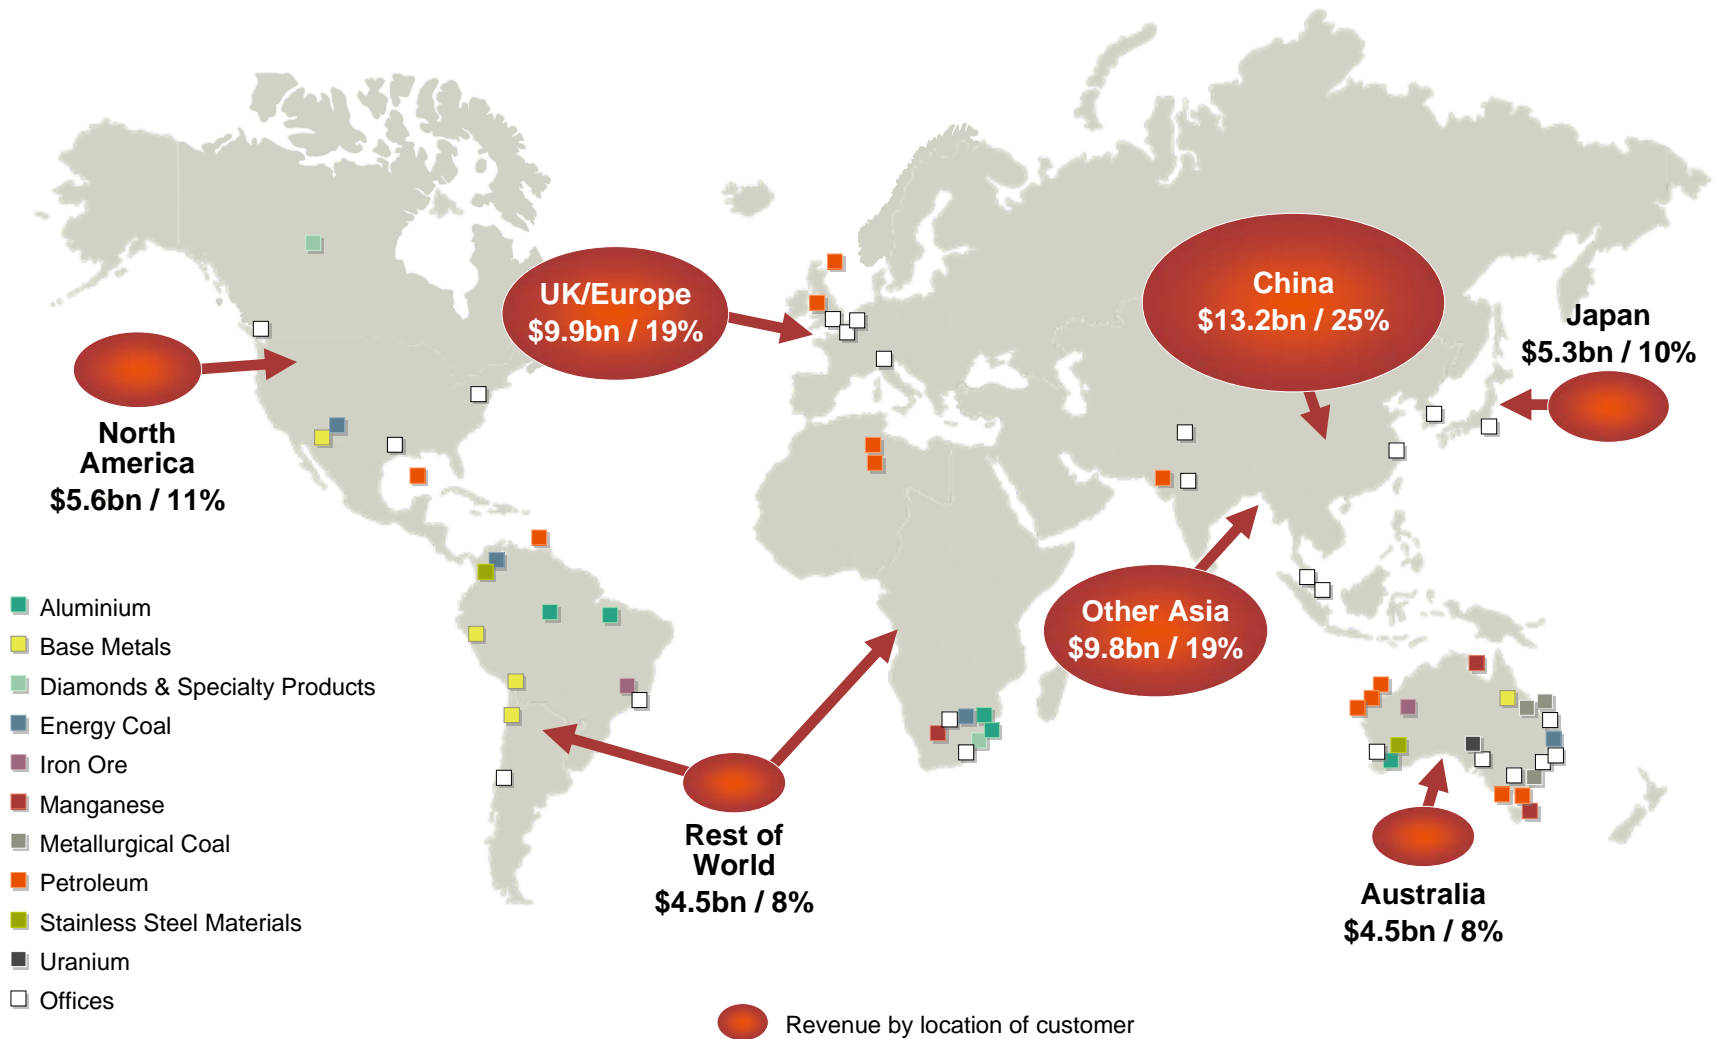 UK/Europe
$9.9bn / 19%
China
$13.2bn / 25%
Japan
$5.3bn / 10%
North
America
$5.6bn / 11%
Other Asia
$9.8bn / 19%
Aluminium
Base Metals
Diamonds & Specialty Products
Energy Coal
Iron Ore
Manganese
Metallurgical Coal
Petroleum
Stainless Steel Materials
Uranium
Offices
Rest of
World
$4.5bn / 8%
Australia
$4.5bn / 8%
Revenue by location of customer